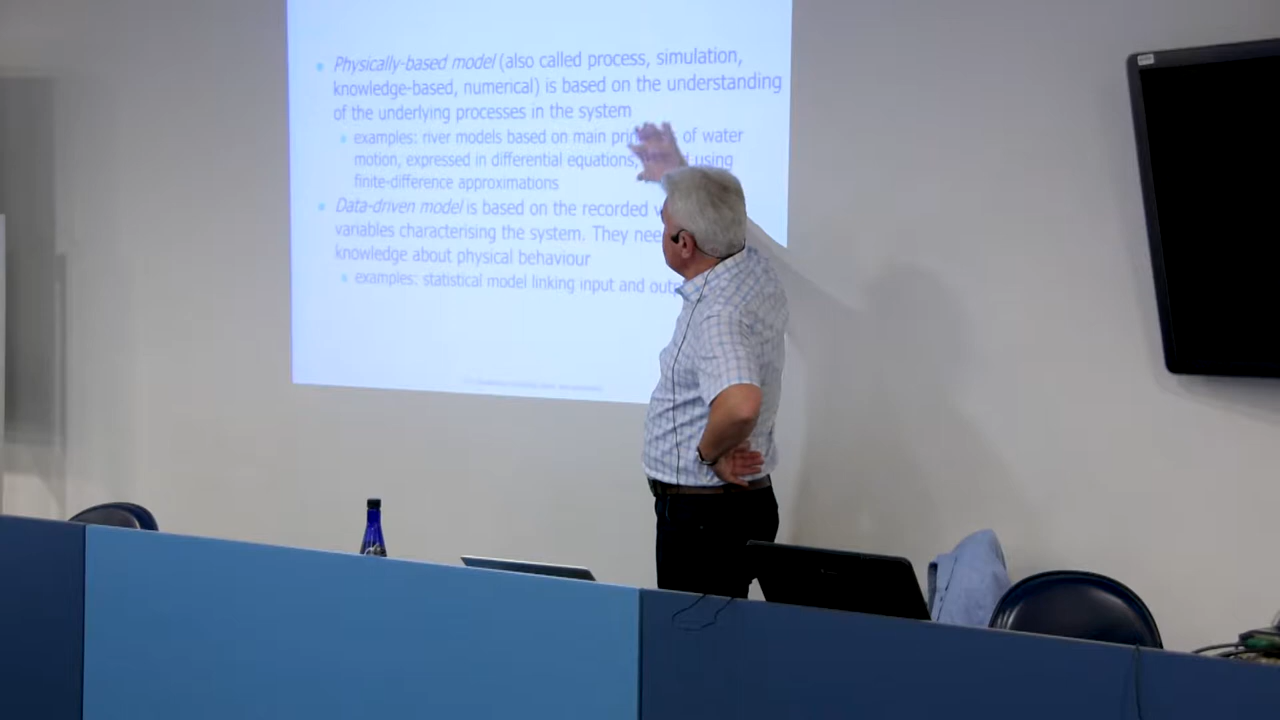 Physically-based model (also called process, simulation,
knowledge-based, numerical) is based on the understanding
of the underlying processes in the system
examples: river models based on main of water
motion, expressed in differential equations, using
finite-difference approximations
Data-driven model is based on the recorded
variables characterising the system. They
knowledge about physical behaviour
examples: statistical model linking input and